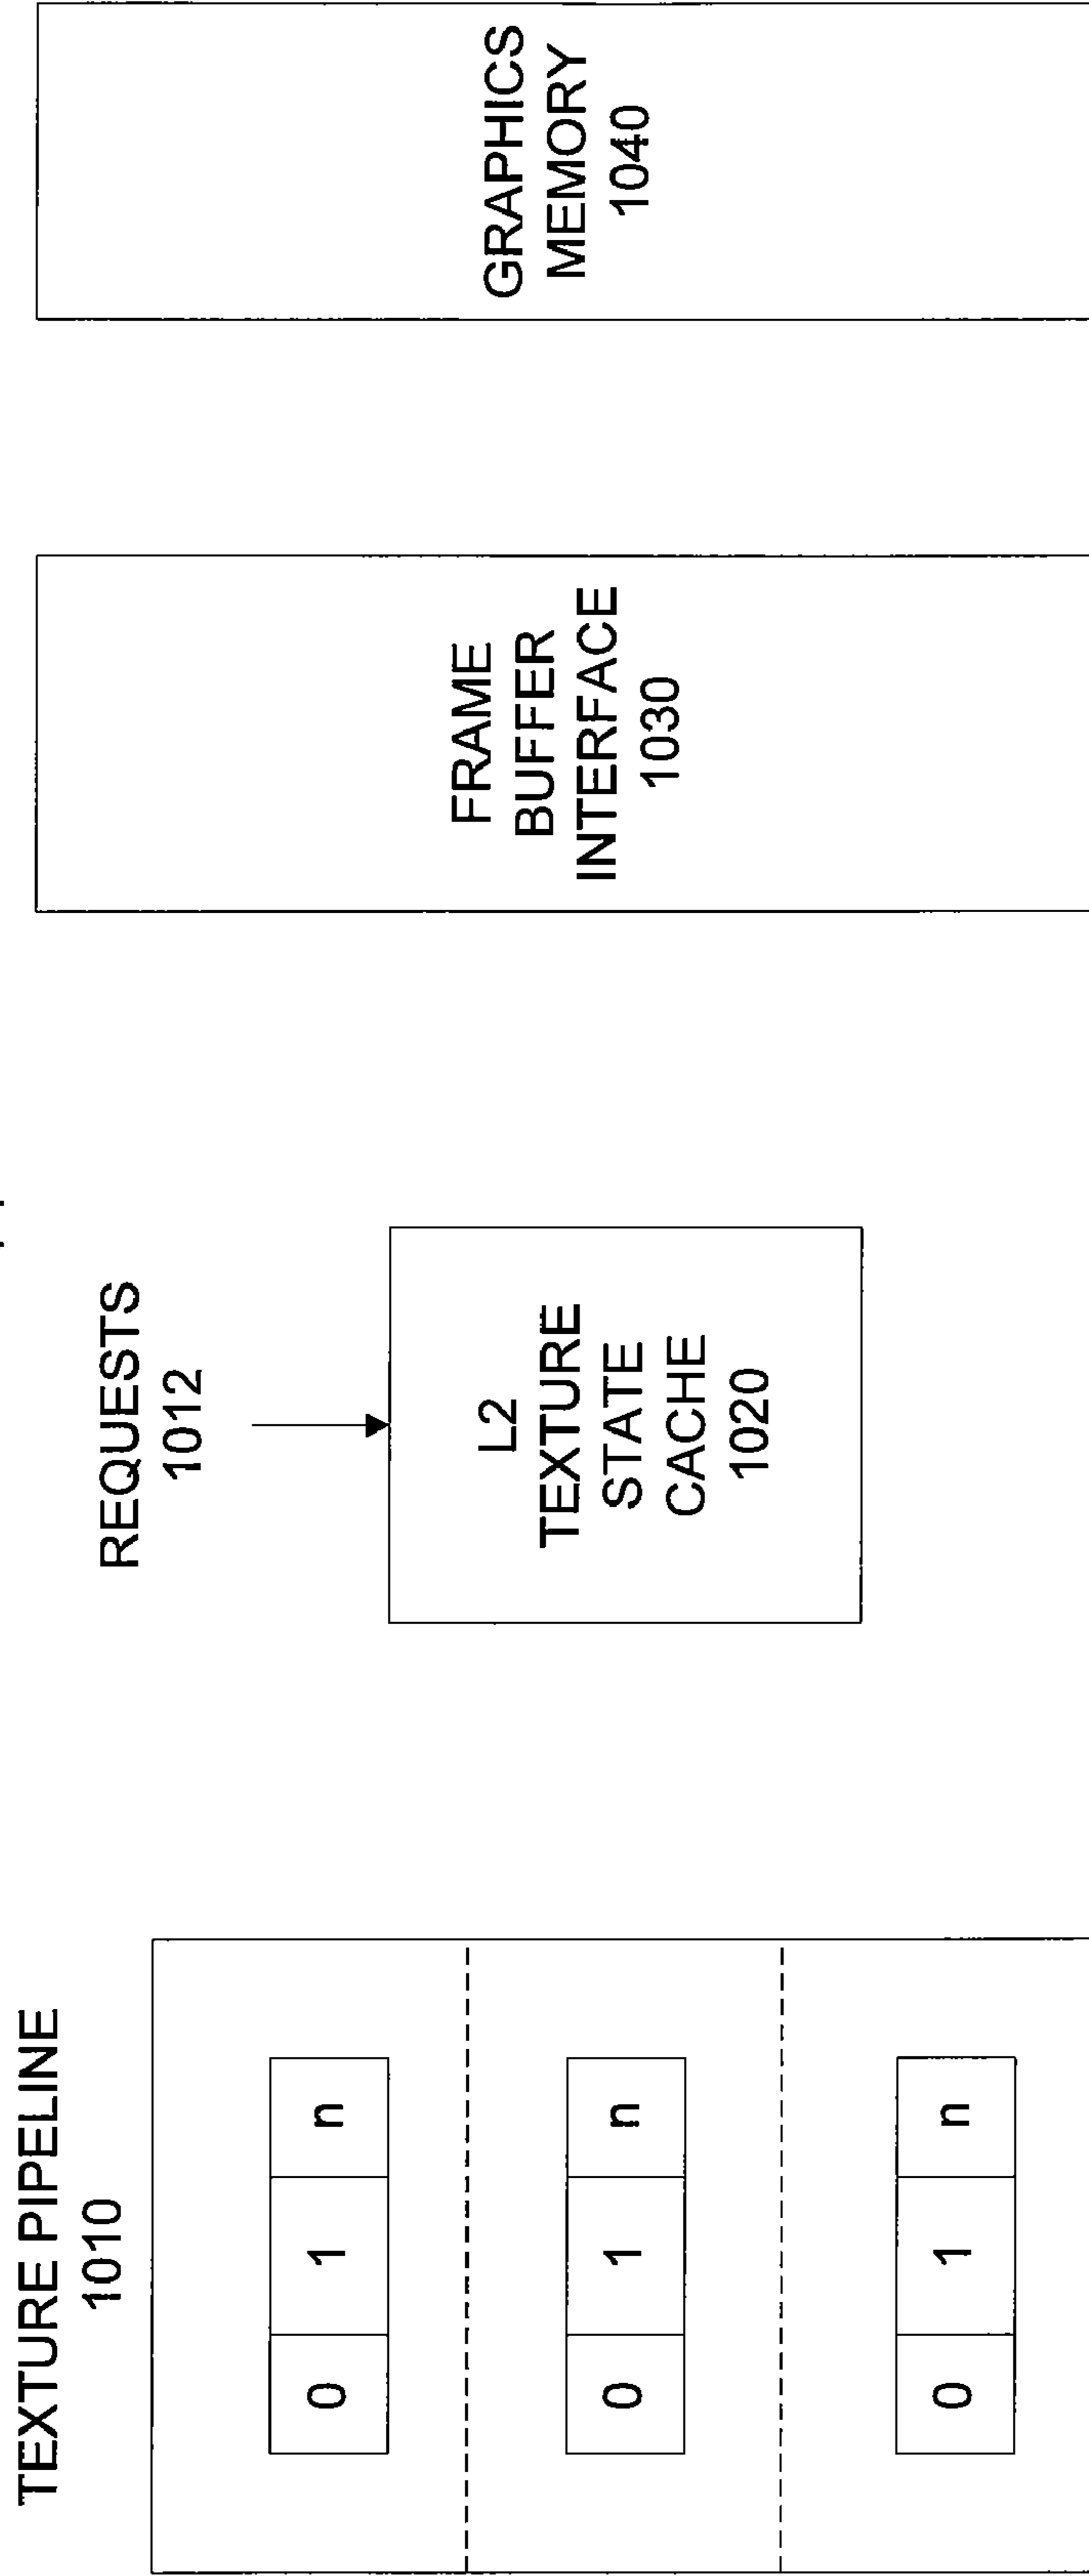 TEXTURE PIPELINE
1010
0 1 n
0 1 n
0 1 n
REQUESTS
1012
L2
TEXTURE
STATE
CACHE
1020
FRAME
BUFFER
INTERFACE
1030
GRAPHICS
MEMORY
1040